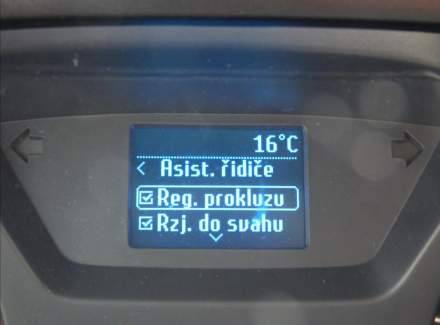 16°C
Asist. řidiče
Reg. prokluzu
Rzj. do svahu